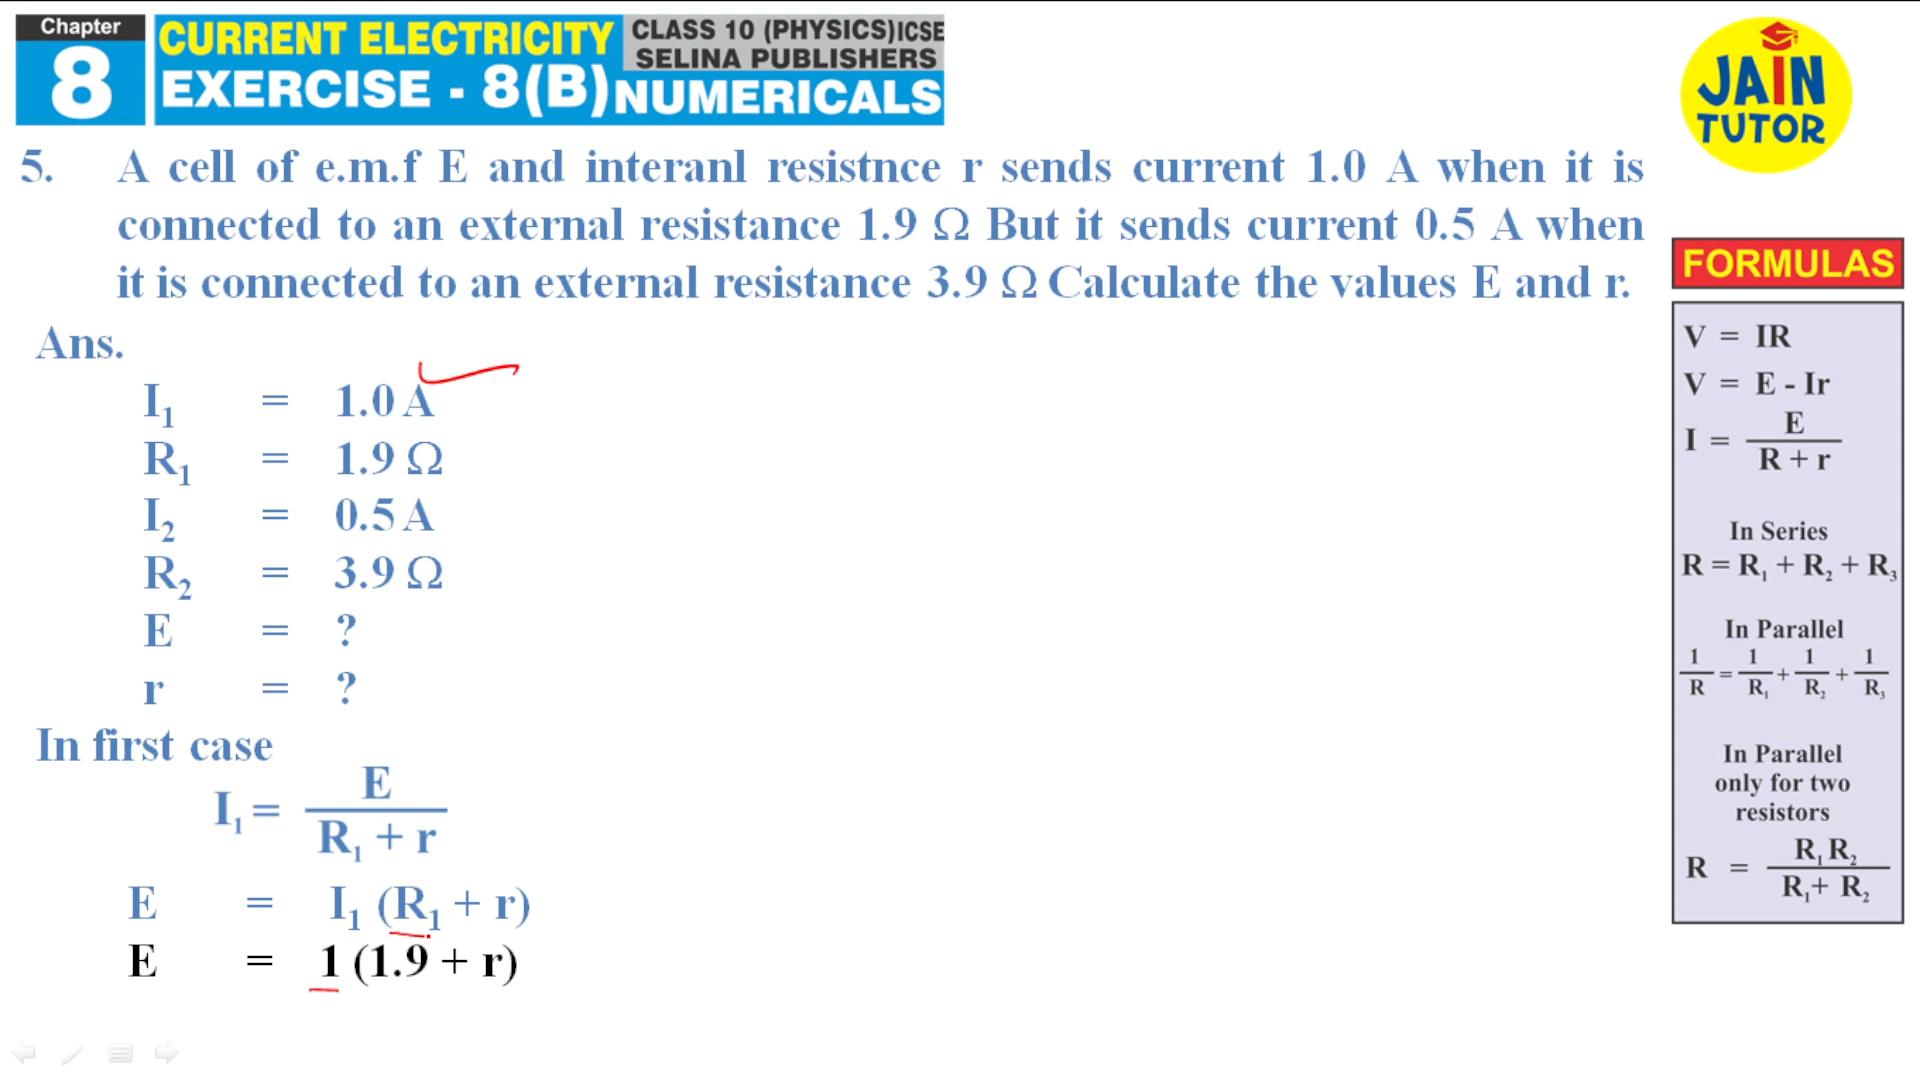 Chapter
8
CURRENT ELECTRICITY
EXERCISE - 8(B) NUMERICALS
CLASS 10 (PHYSICS)ICSE
SELINA PUBLISHERS
JAIN
TUTOR
5. A cell of e.m.f E and interanl resistnce r sends current 1.0 A when it is
connected to an external resistance 1.9 Ω But it sends current 0.5 A when
it is connected to an external resistance 3.9 Ω Calculate the values E and r.
Ans.
I₁ = 1.0 A
R₁ = 1.9 Ω
I₂ = 0.5 A
R₂ = 3.9 Ω
E = ?
r = ?
In first case
I₁ = E / R₁ + r
E = I₁ (R₁ + r)
E = 1 (1.9 + r)
FORMULAS
V = IR
V = E - Ir
I = E / R + r
In Series
R = R₁ + R₂ + R₃
In Parallel
1/R = 1/R₁ + 1/R₂ + 1/R₃
In Parallel
only for two
resistors
R = R₁ R₂ / R₁+ R₂